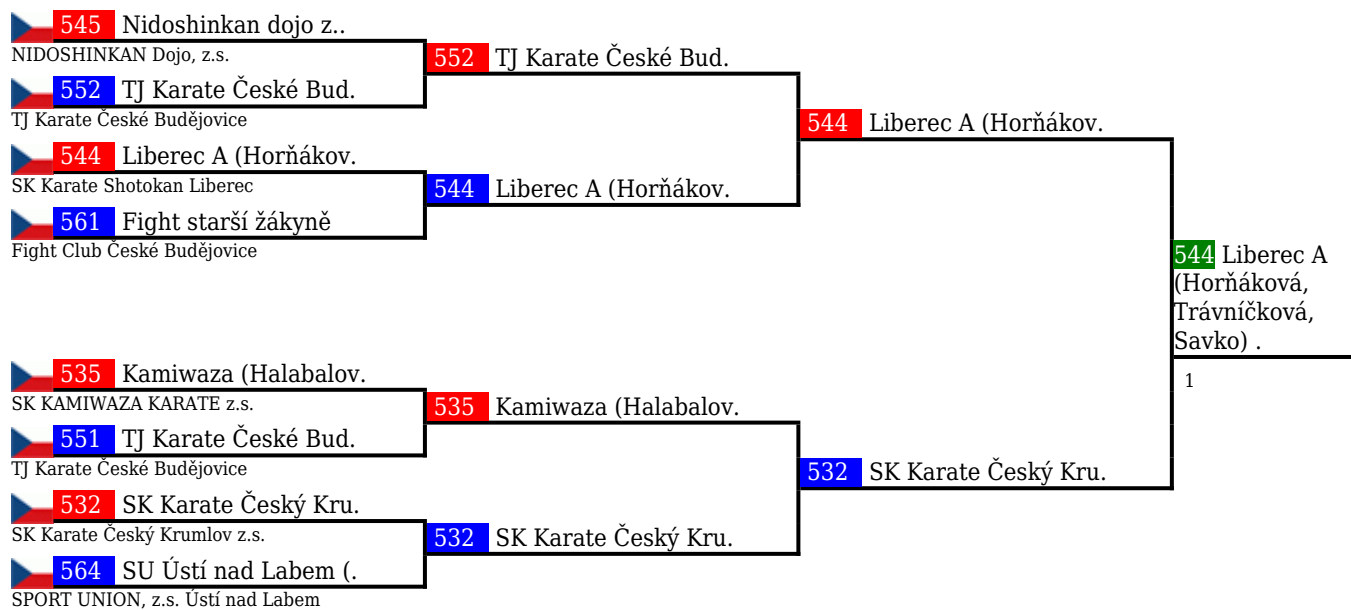 545 Nidoshinkan dojo z..
NIDOSHINKAN Dojo, z.s.
552 TJ Karate České Bud.
TJ Karate České Budějovice
544 Liberec A (Horňákov.
SK Karate Shotokan Liberec
561 Fight starší žákyně
Fight Club České Budějovice
535 Kamiwaza (Halabalov.
SK KAMIWAZA KARATE z.s.
551 TJ Karate České Bud.
TJ Karate České Budějovice
532 SK Karate Český Kru.
SK Karate Český Krumlov z.s.
564 SU Ústí nad Labem (.
SPORT UNION, z.s. Ústí nad Labem
552 TJ Karate České Bud.
544 Liberec A (Horňákov.
535 Kamiwaza (Halabalov.
532 SK Karate Český Kru.
544 Liberec A (Horňákov.
532 SK Karate Český Kru.
544 Liberec A
(Horňáková,
Trávníčková,
Savko) .
1